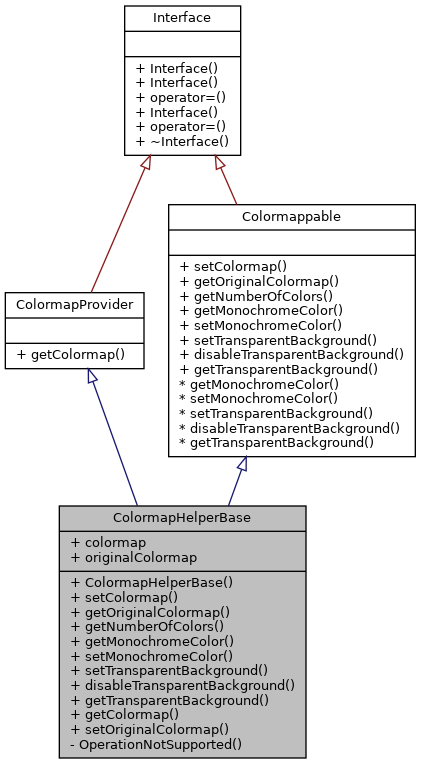 Interface
+ Interface()
+ Interface()
+ operator=()
+ Interface()
+ operator=()
+ ~Interface()
Colormappable
+ setColormap()
+ getOriginalColormap()
+ getNumberOfColors()
+ getMonochromeColor()
+ setMonochromeColor()
+ setTransparentBackground()
+ disableTransparentBackground()
+ getTransparentBackground()
* getMonochromeColor()
* setMonochromeColor()
* setTransparentBackground()
* disableTransparentBackground()
* getTransparentBackground()
ColormapProvider
+ getColormap()
ColormapHelperBase
+ colormap
+ originalColormap
+ ColormapHelperBase()
+ setColormap()
+ getOriginalColormap()
+ getNumberOfColors()
+ getMonochromeColor()
+ setMonochromeColor()
+ setTransparentBackground()
+ disableTransparentBackground()
+ getTransparentBackground()
+ getColormap()
+ setOriginalColormap()
- OperationNotSupported()